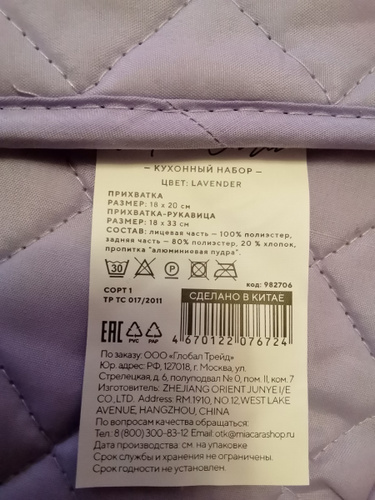 — КУХОННЫЙ НАБОР —
ЦВЕТ: LAVENDER
ПРИХВАТКА
РАЗМЕР: 18 x 20 см
ПРИХВАТКА-РУКАВИЦА
РАЗМЕР: 18 x 33 см
СОСТАВ: лицевая часть — 100% полиэстер,
задняя часть — 80% полиэстер, 20 % хлопок,
пропитка "алюминиевая пудра".
30 P
код: 982706
СОРТ 1
ТР ТС 017/2011
СДЕЛАНО В КИТАЕ
EAC PVC PAP
4 670122 076724
По заказу: ООО «Глобал Трейд»
Юр. адрес: РФ, 127018, г. Москва, ул.
Стрелецкая, д. 6, полуподвал № 0, пом. II, ком. 7
Изготовитель: ZHEJIANG ORIENT JUNYE I/E
CO.,LTD. Address: RM.1910, NO.12,WEST LAKE
AVENUE, HANGZHOU, CHINA
По вопросам качества обращаться:
Тел.: 8 (800) 300-83-12 Email: otk@miacarashop.ru
Дата производства: см. на упаковке
Срок службы и хранения не ограничены.
Срок годности не установлен.